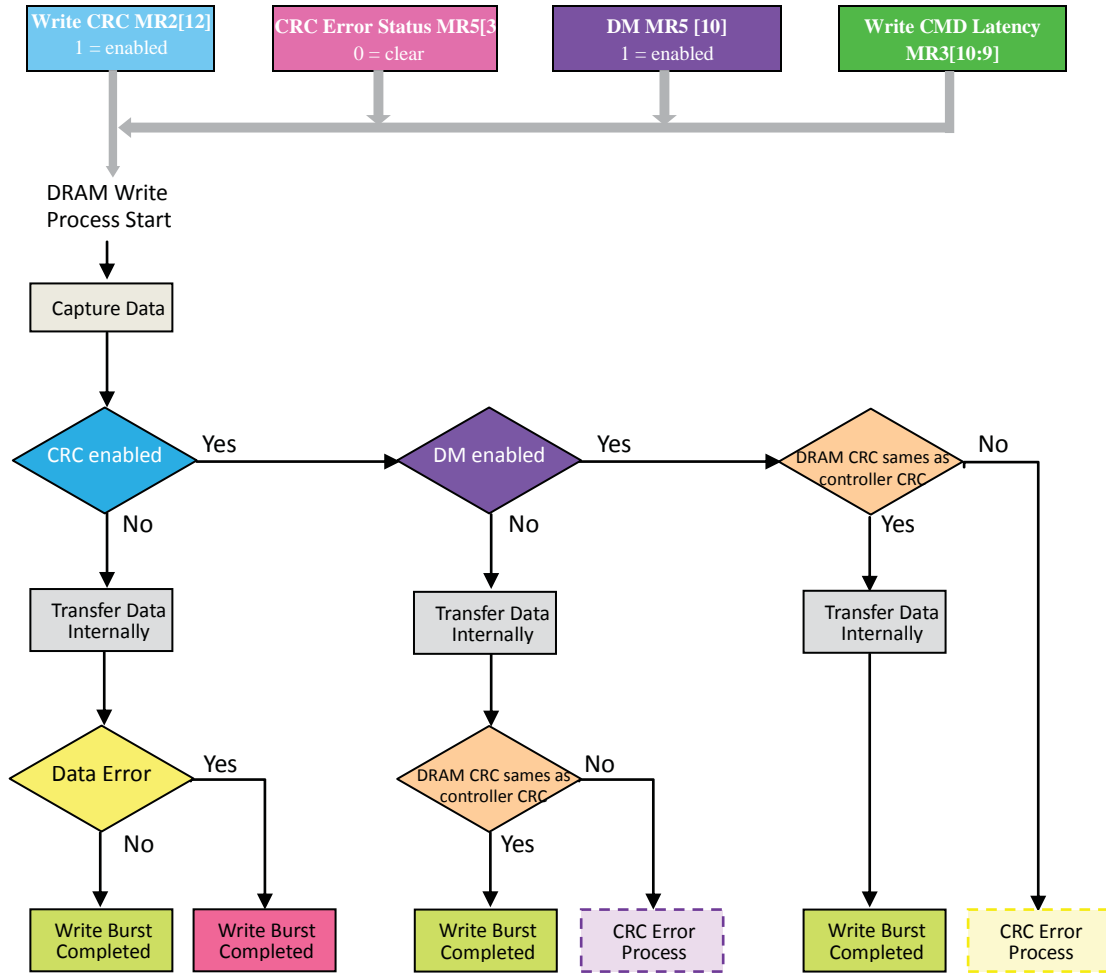 Write CRC MR2[12]
1 = enabled
CRC Error Status MR5[3
0 = clear
DM MR5 [10]
1 = enabled
Write CMD Latency
MR3[10:9]
DRAM Write
Process Start
Capture Data
CRC enabled
Yes
DM enabled
Yes
DRAM CRC sames as
controller CRC
No
No
No
Yes
Transfer Data
Internally
Transfer Data
Internally
Transfer Data
Internally
Data Error
Yes
DRAM CRC sames as
controller CRC
No
No
Yes
Write Burst
Completed
Write Burst
Completed
Write Burst
Completed
CRC Error
Process
Write Burst
Completed
CRC Error
Process